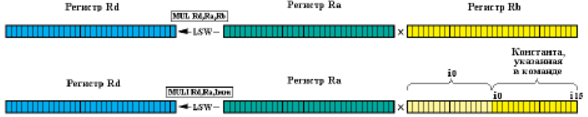 Регистр Rd Регистр Ra Регистр Rb
MUL Rd,Ra,Rb
LSW
×
Константа,
указанная
в команде
Регистр Rd Регистр Ra i0
MULI Rd,Ra,Imm
i0 i15
LSW
×